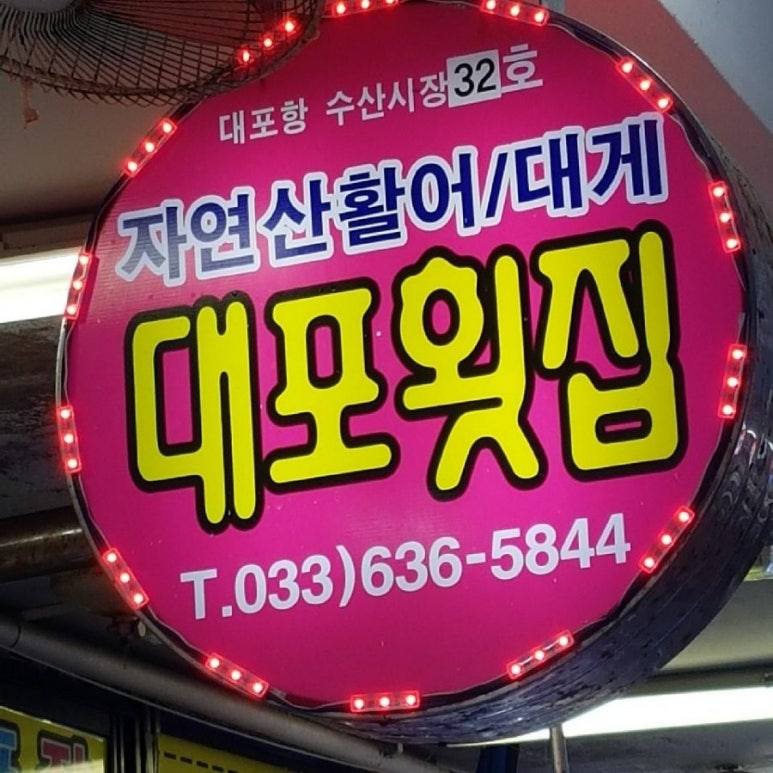 대포항 수산시장32호
자연산활어/대게
대포횟집
T.033)636-5844